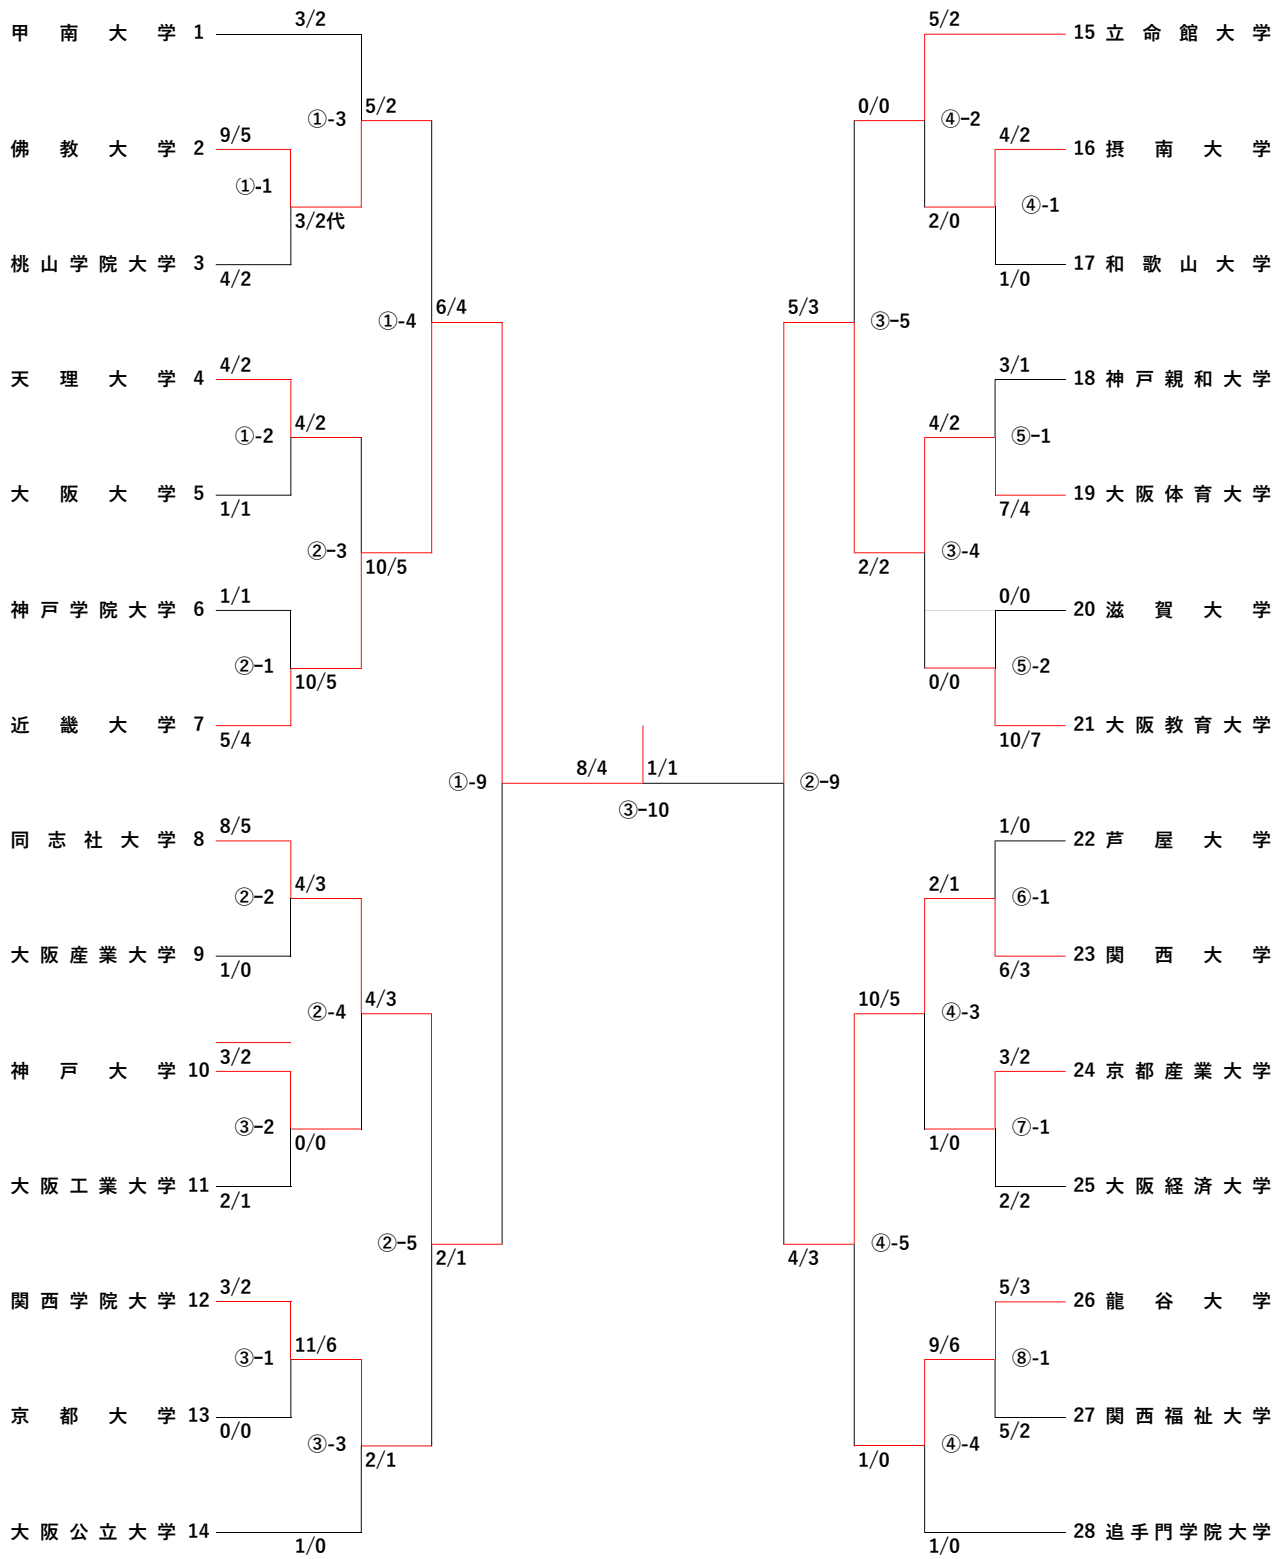 甲南大学 1
3/2
①-3
5/2
佛教大学 2
9/5
①-1
3/2代
桃山学院大学 3
4/2
①-4
6/4
天理大学 4
4/2
①-2
4/2
大阪大学 5
1/1
②-3
10/5
神戸学院大学 6
1/1
②-1
10/5
近畿大学 7
5/4
①-9
8/4
1/1
③-10
②-9
同志社大学 8
8/5
②-2
4/3
大阪産業大学 9
1/0
②-4
4/3
3/2
神戸大学 10
③-2
0/0
大阪工業大学 11
2/1
②-5
2/1
関西学院大学 12
3/2
③-1
11/6
京都大学 13
0/0
③-3
2/1
大阪公立大学 14
1/0
5/2
15 立命館大学
0/0
④-2
4/2
16 摂南大学
④-1
2/0
17 和歌山大学
1/0
5/3
③-5
3/1
18 神戸親和大学
4/2
⑤-1
19 大阪体育大学
7/4
③-4
2/2
0/0
20 滋賀大学
⑤-2
0/0
21 大阪教育大学
10/7
1/0
22 芦屋大学
2/1
⑥-1
23 関西大学
6/3
10/5
④-3
3/2
24 京都産業大学
⑦-1
1/0
25 大阪経済大学
2/2
④-5
4/3
5/3
26 龍谷大学
9/6
⑧-1
27 関西福祉大学
5/2
④-4
1/0
28 追手門学院大学
1/0